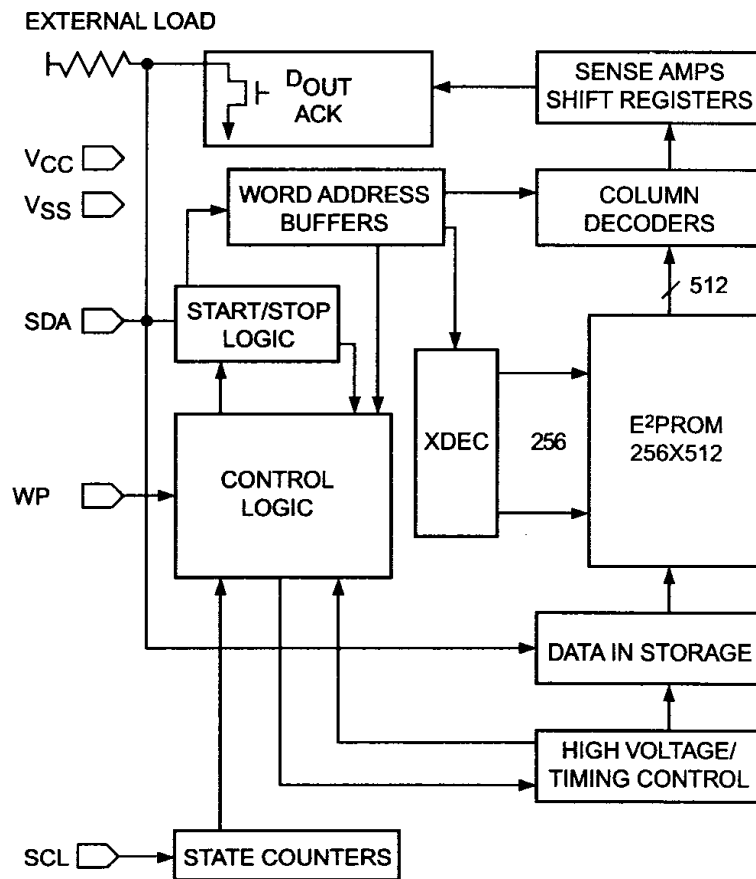 EXTERNAL LOAD
DOUT
ACK
SENSE AMPS
SHIFT REGISTERS
VCC
VSS
WORD ADDRESS
BUFFERS
COLUMN
DECODERS
512
SDA
START/STOP
LOGIC
XDEC
256
E²PROM
256X512
WP
CONTROL
LOGIC
DATA IN STORAGE
HIGH VOLTAGE/
TIMING CONTROL
SCL
STATE COUNTERS